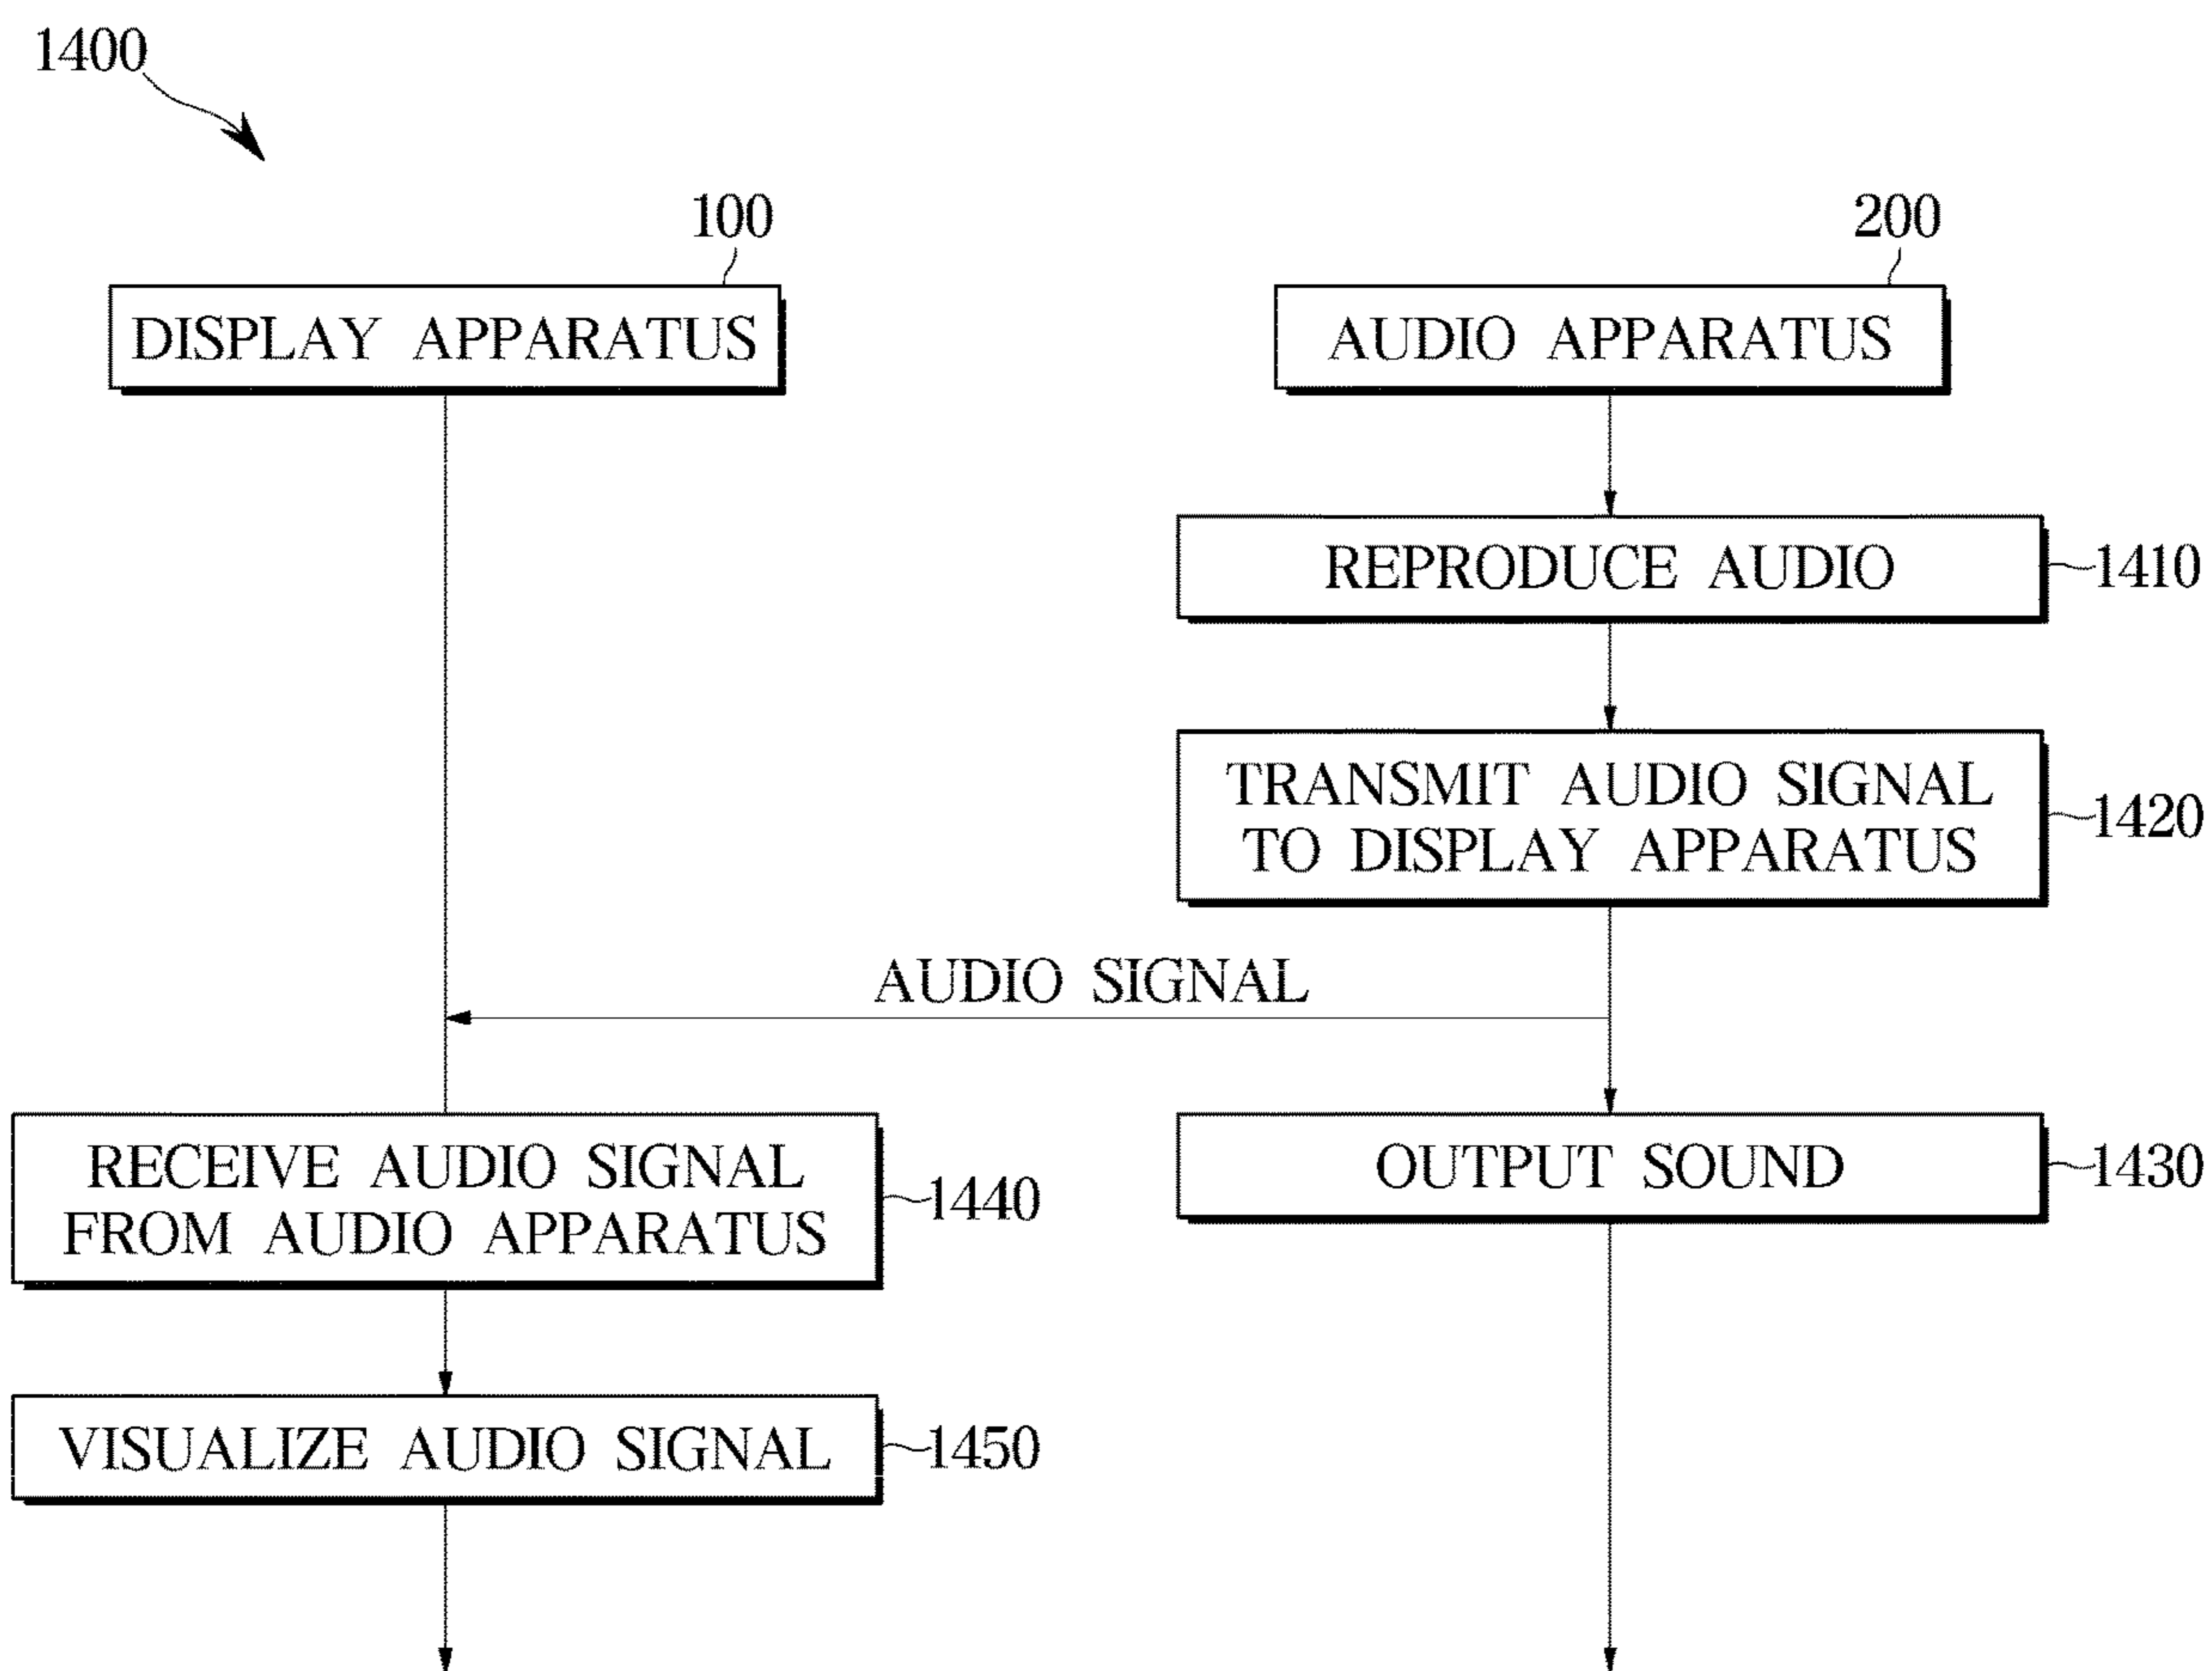 1400
100
200
DISPLAY APPARATUS
AUDIO APPARATUS
REPRODUCE AUDIO
1410
TRANSMIT AUDIO SIGNAL
TO DISPLAY APPARATUS
1420
AUDIO SIGNAL
RECEIVE AUDIO SIGNAL
FROM AUDIO APPARATUS
1440
OUTPUT SOUND
1430
VISUALIZE AUDIO SIGNAL
1450